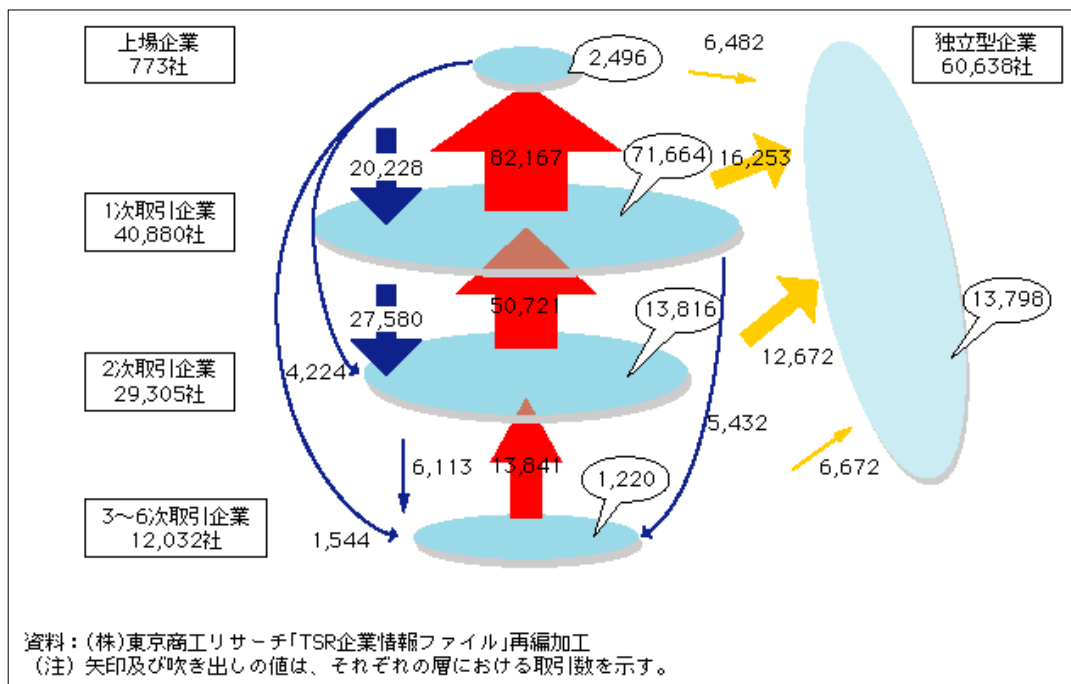 上場企業
773社
2,496
6,482
独立型企業
60,638社
20,228
82,167
71,664
16,253
1次取引企業
40,880社
27,580
50,721
13,816
13,798
12,672
2次取引企業
29,305社
4,224
5,432
6,113
13,841
1,220
6,672
3～6次取引企業
12,032社
1,544
資料：(株)東京商工リサーチ「TSR企業情報ファイル」再編加工
（注）矢印及び吹き出しの値は、それぞれの層における取引数を示す。